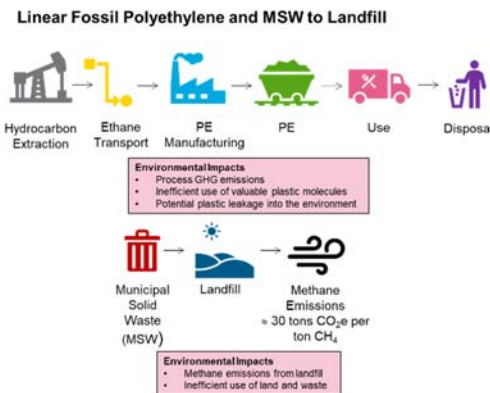 Linear Fossil Polyethylene and MSW to Landfill
Hydrocarbon
Extraction
Ethane
Transport
PE
Manufacturing
PE
Use
Disposa
Environmental Impacts
• Process GHG emissions
• Inefficient use of valuable plastic molecules
• Potential plastic leakage into the environment
Municipal
Solid
Waste
(MSW)
Landfill
Methane
Emissions
≈ 30 tons CO₂e per
ton CH₄
Environmental Impacts
• Methane emissions from landfill
• Inefficient use of land and waste